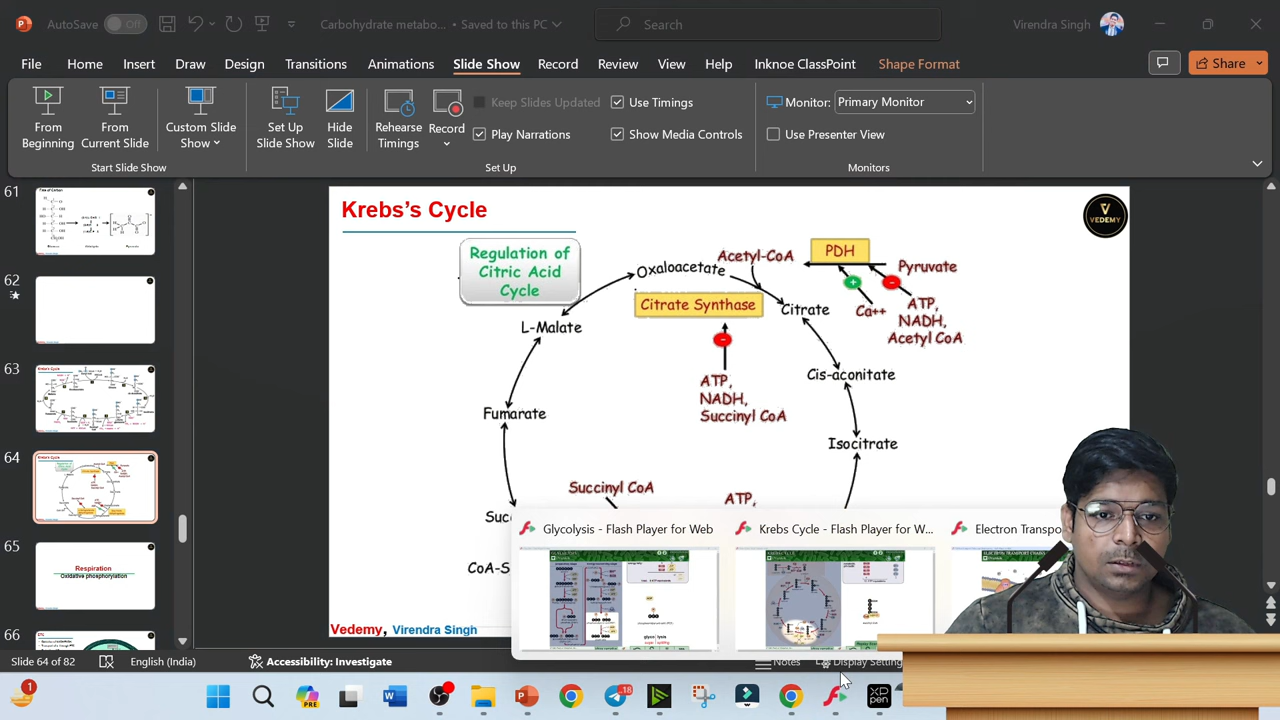 AutoSave Off Carbohydrate metabo... • Saved to this PC Search Virendra Singh
File Home Insert Draw Design Transitions Animations Slide Show Record Review View Help Inknoe ClassPoint Shape Format Share
From Beginning
From Current Slide
Custom Slide Show
Set Up Slide Show
Hide Slide
Rehearse Timings
Record
Keep Slides Updated
Play Narrations
Use Timings
Show Media Controls
Monitor: Primary Monitor
Use Presenter View
Start Slide Show Set Up Monitors
61
62
63
64
65
Respiration
Oxidative phosphorylation
Krebs's Cycle
VEDEMY
Regulation of
Citric Acid
Cycle
Oxaloacetate
Acetyl-CoA
PDH
Pyruvate
Citrate Synthase
Citrate
Ca++
ATP,
NADH,
Acetyl CoA
L-Malate
ATP,
NADH,
Succinyl CoA
Cis-aconitate
Fumarate
Isocitrate
Succinyl CoA
ATP,
Suc
CoA-S
Vedemy, Virendra Singh
Glycolysis - Flash Player for Web
Krebs Cycle - Flash Player for W...
Electron Transpo
Slide 64 of 82 English (India) Accessibility: Investigate Notes Display Setting
1
18
PRE
XP
PEN